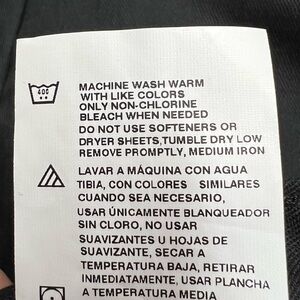 40C
MACHINE WASH WARM
WITH LIKE COLORS
ONLY NON-CHLORINE
BLEACH WHEN NEEDED
DO NOT USE SOFTENERS OR
DRYER SHEETS,TUMBLE DRY LOW
REMOVE PROMPTLY, MEDIUM IRON
LAVAR A MÁQUINA CON AGUA
TIBIA, CON COLORES SIMILARES
CUANDO SEA NECESARIO,
USAR ÚNICAMENTE BLANQUEADOR
SIN CLORO, NO USAR
SUAVIZANTES U HOJAS DE
SUAVIZANTE, SECAR A
TEMPERATURA BAJA, RETIRAR
INMEDIATAMENTE, USAR PLANCHA
A TEMPERATURA MEDIA